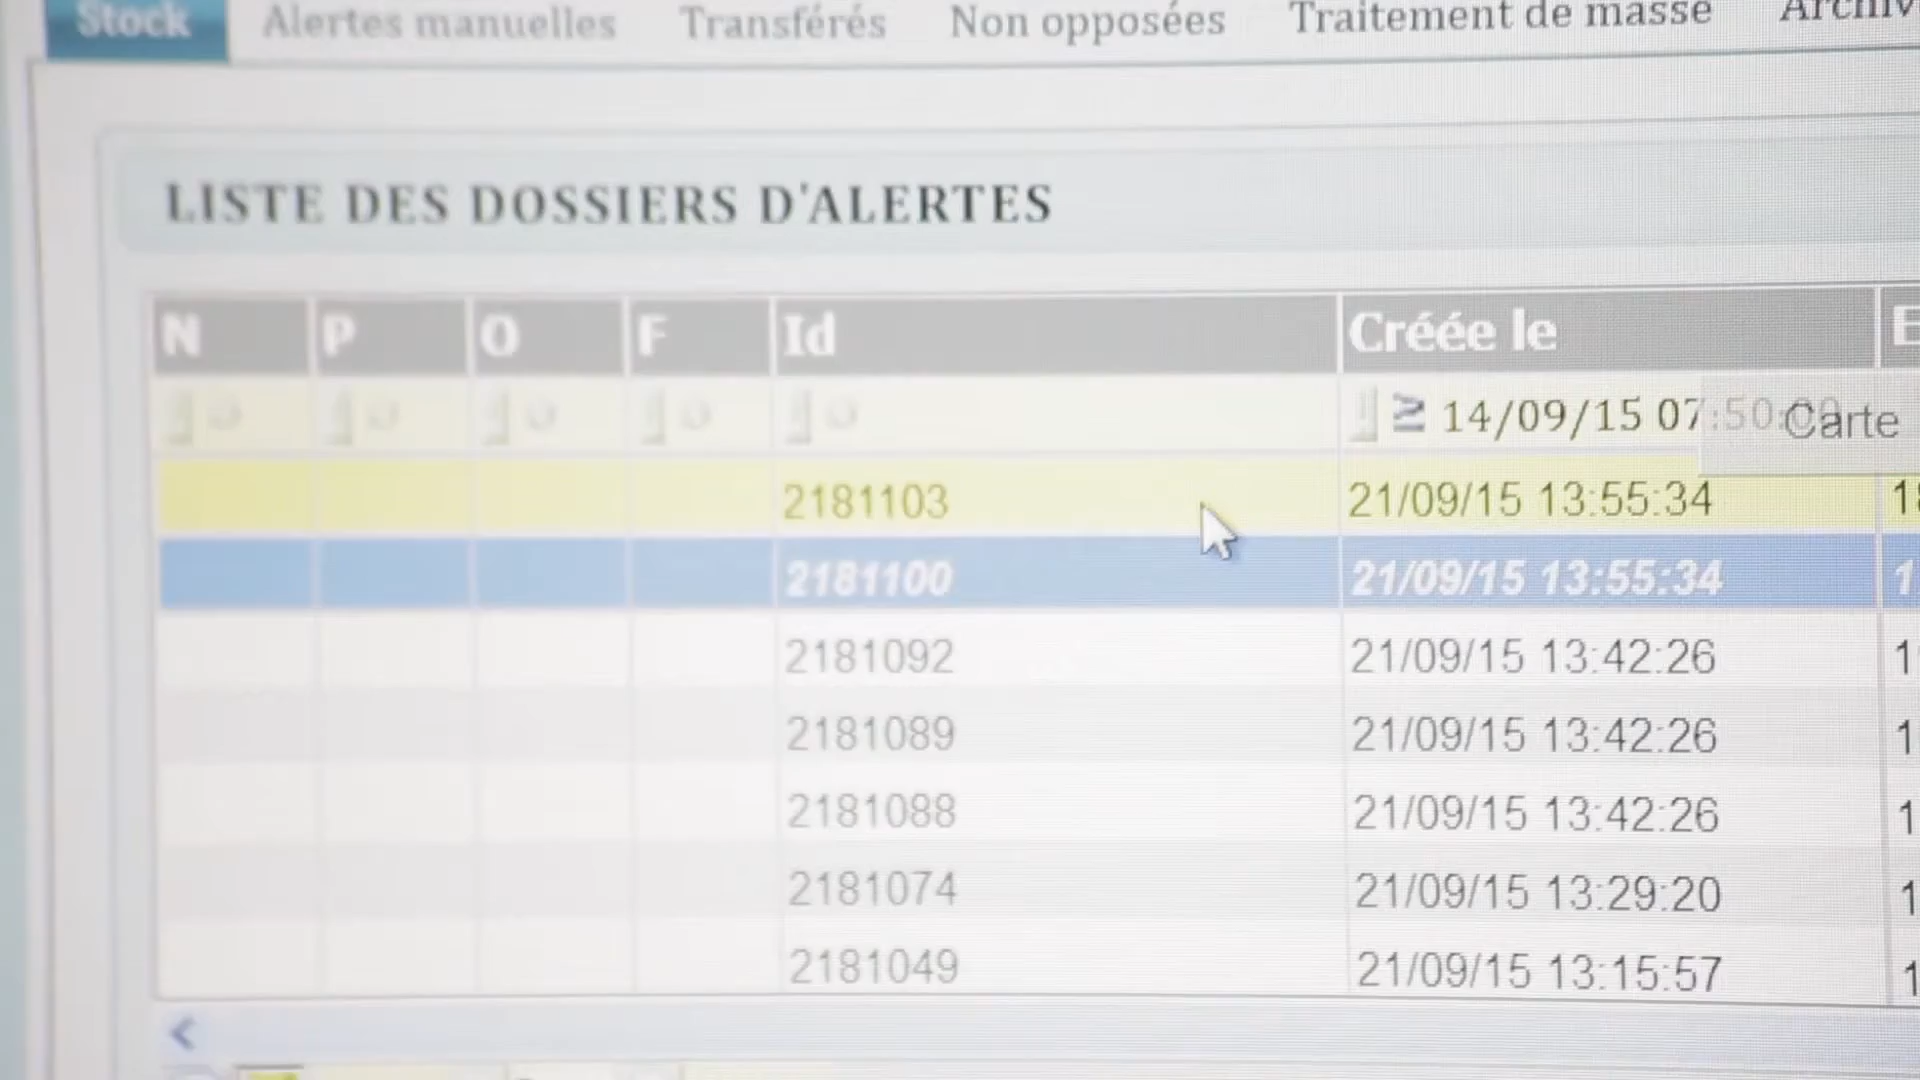 Stock Alertes manuelles Transférés Non opposées Traitement de masse
LISTE DES DOSSIERS D'ALERTES
N P O F Id Créée le
≥ 14/09/15 07:50: Carte
2181103 21/09/15 13:55:34
2181100 21/09/15 13:55:34
2181092 21/09/15 13:42:26
2181089 21/09/15 13:42:26
2181088 21/09/15 13:42:26
2181074 21/09/15 13:29:20
2181049 21/09/15 13:15:57